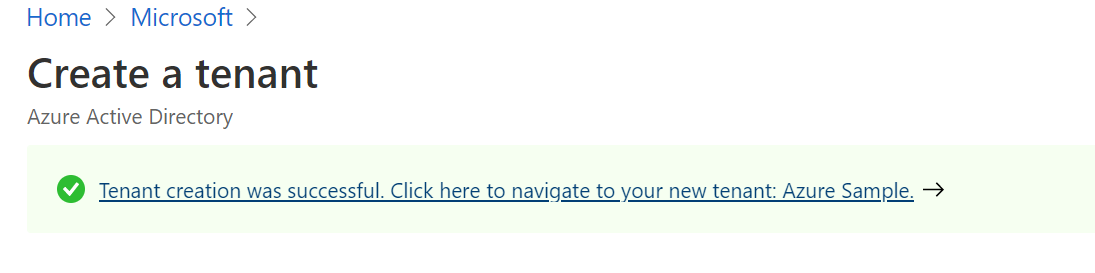 Home > Microsoft >
Create a tenant
Azure Active Directory
Tenant creation was successful. Click here to navigate to your new tenant: Azure Sample. →